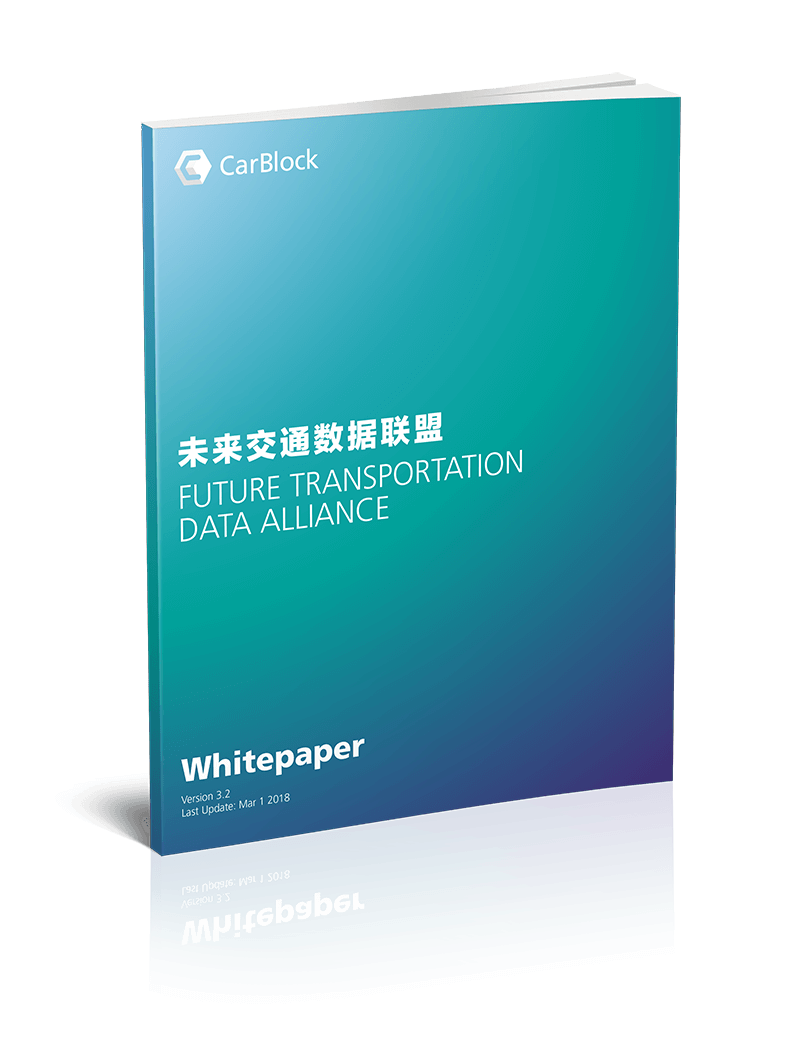 CarBlock
未来交通数据联盟
FUTURE TRANSPORTATION
DATA ALLIANCE
Whitepaper
Version 3.2
Last Update: Mar 1 2018